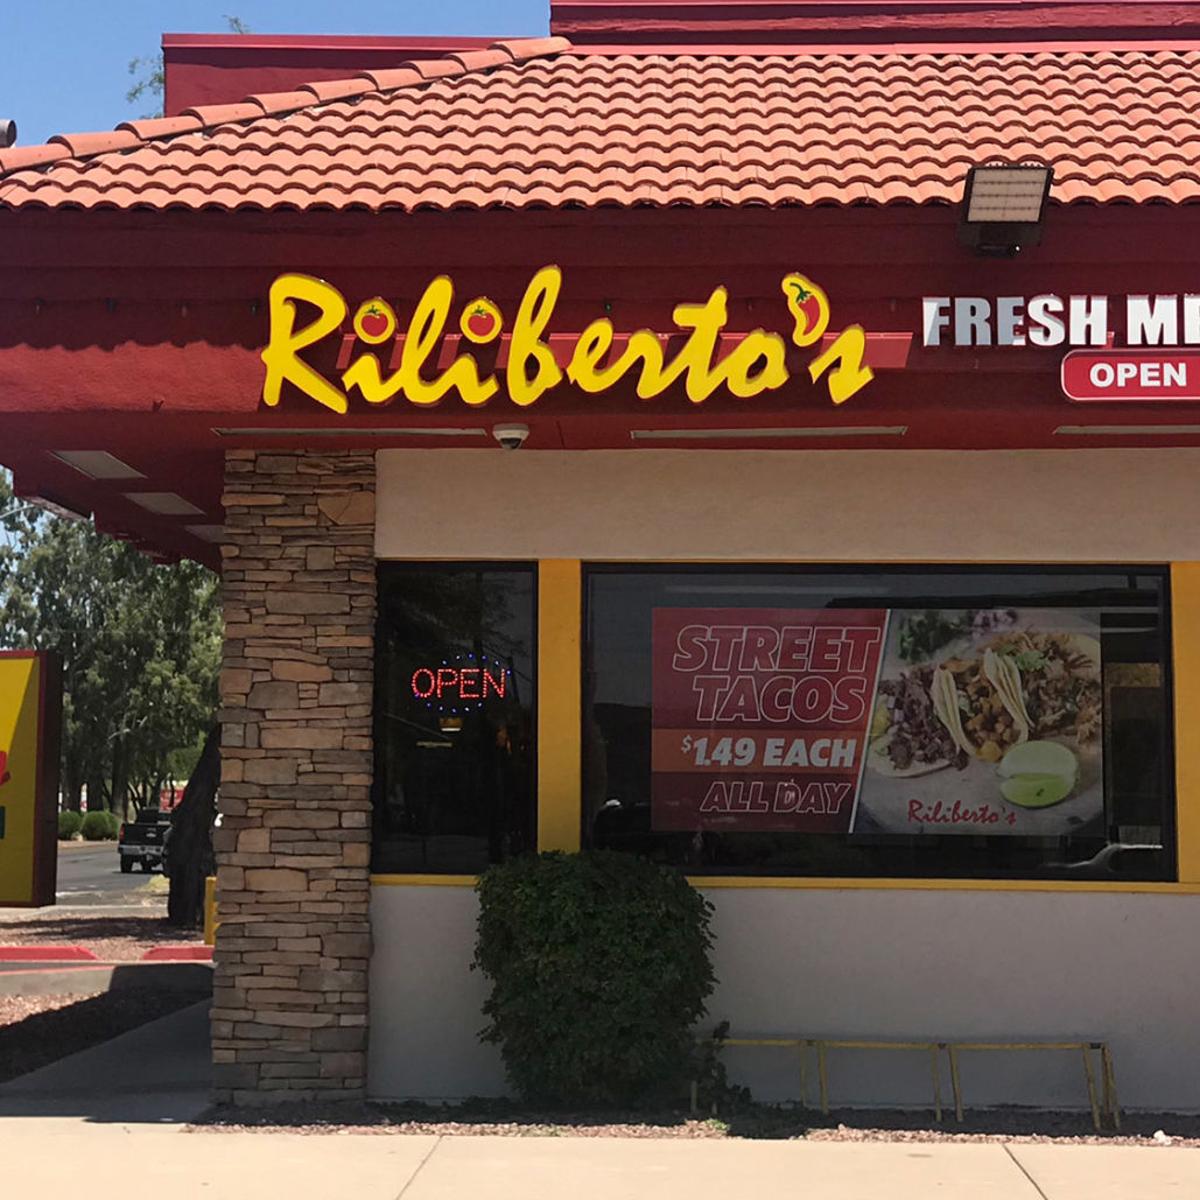 Riliberto's
FRESH ME
OPEN
OPEN
STREET
TACOS
$1.49 EACH
ALL DAY
Riliberto's